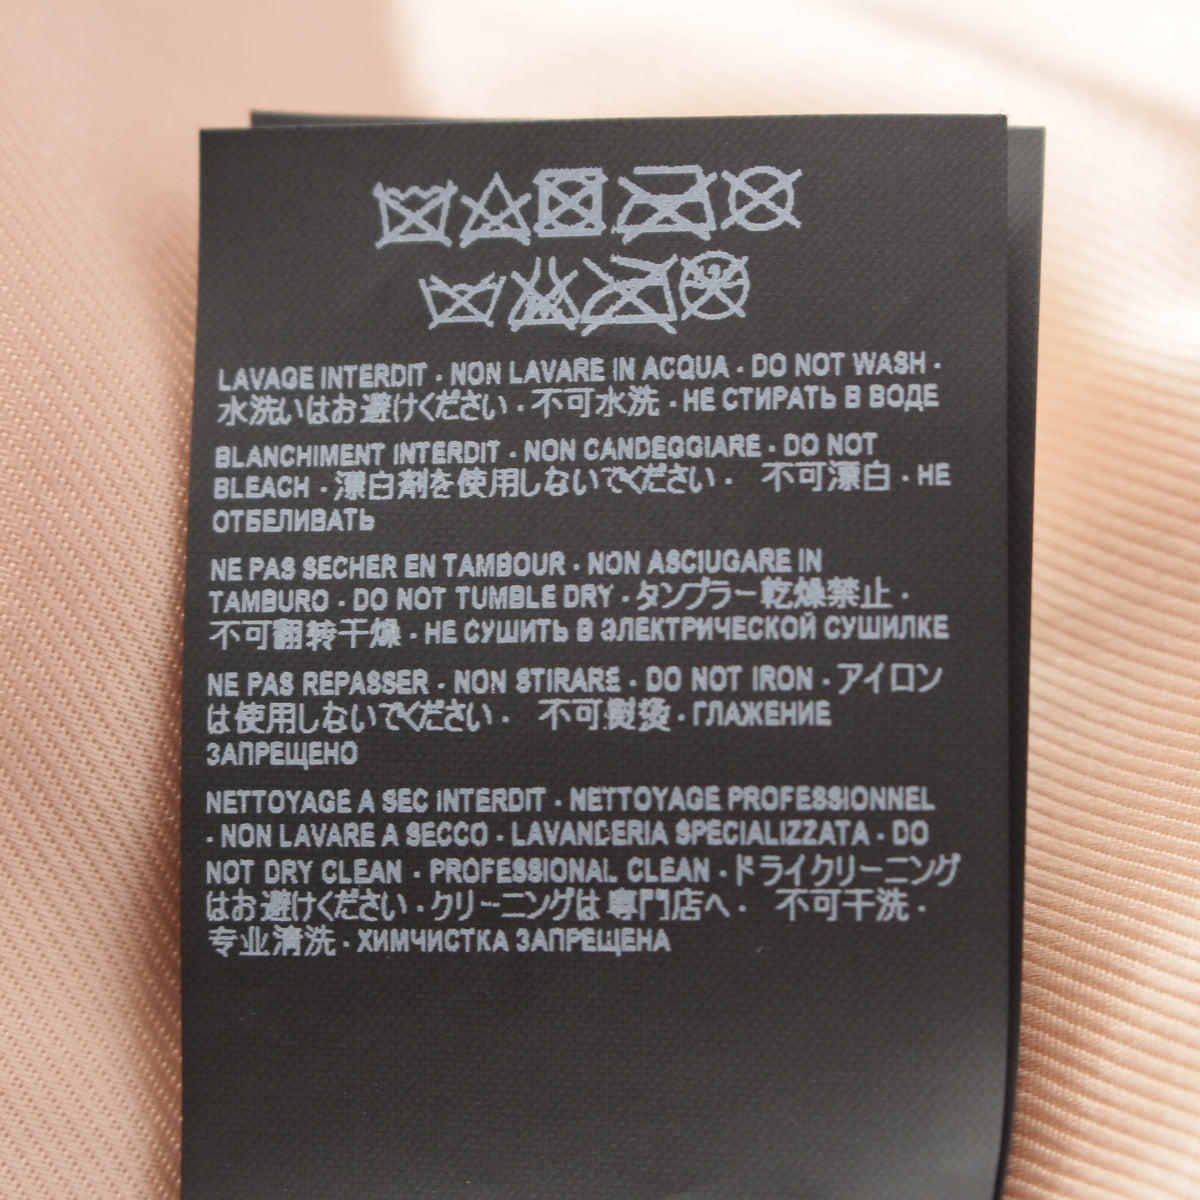 LAVAGE INTERDIT · NON LAVARE IN ACQUA · DO NOT WASH ·
水洗いはお避けください · 不可水洗 · НЕ СТИРАТЬ В ВОДЕ
BLANCHIMENT INTERDIT · NON CANDEGGIARE · DO NOT
BLEACH · 漂白剤を使用しないでください · 不可漂白 · НЕ
ОТБЕЛИВАТЬ
NE PAS SECHER EN TAMBOUR · NON ASCIUGARE IN
TAMBURO · DO NOT TUMBLE DRY · タンブラー乾燥禁止 ·
不可翻转干燥 · НЕ СУШИТЬ В ЭЛЕКТРИЧЕСКОЙ СУШИЛКЕ
NE PAS REPASSER · NON STIRARE · DO NOT IRON · アイロン
は使用しないでください · 不可熨烫 · ГЛАЖЕНИЕ
ЗАПРЕЩЕНО
NETTOYAGE A SEC INTERDIT · NETTOYAGE PROFESSIONNEL
· NON LAVARE A SECCO · LAVANDERIA SPECIALIZZATA · DO
NOT DRY CLEAN · PROFESSIONAL CLEAN · ドライクリーニング
はお避けください · クリーニングは専門店へ · 不可干洗 ·
专业清洗 · ХИМЧИСТКА ЗАПРЕЩЕНА